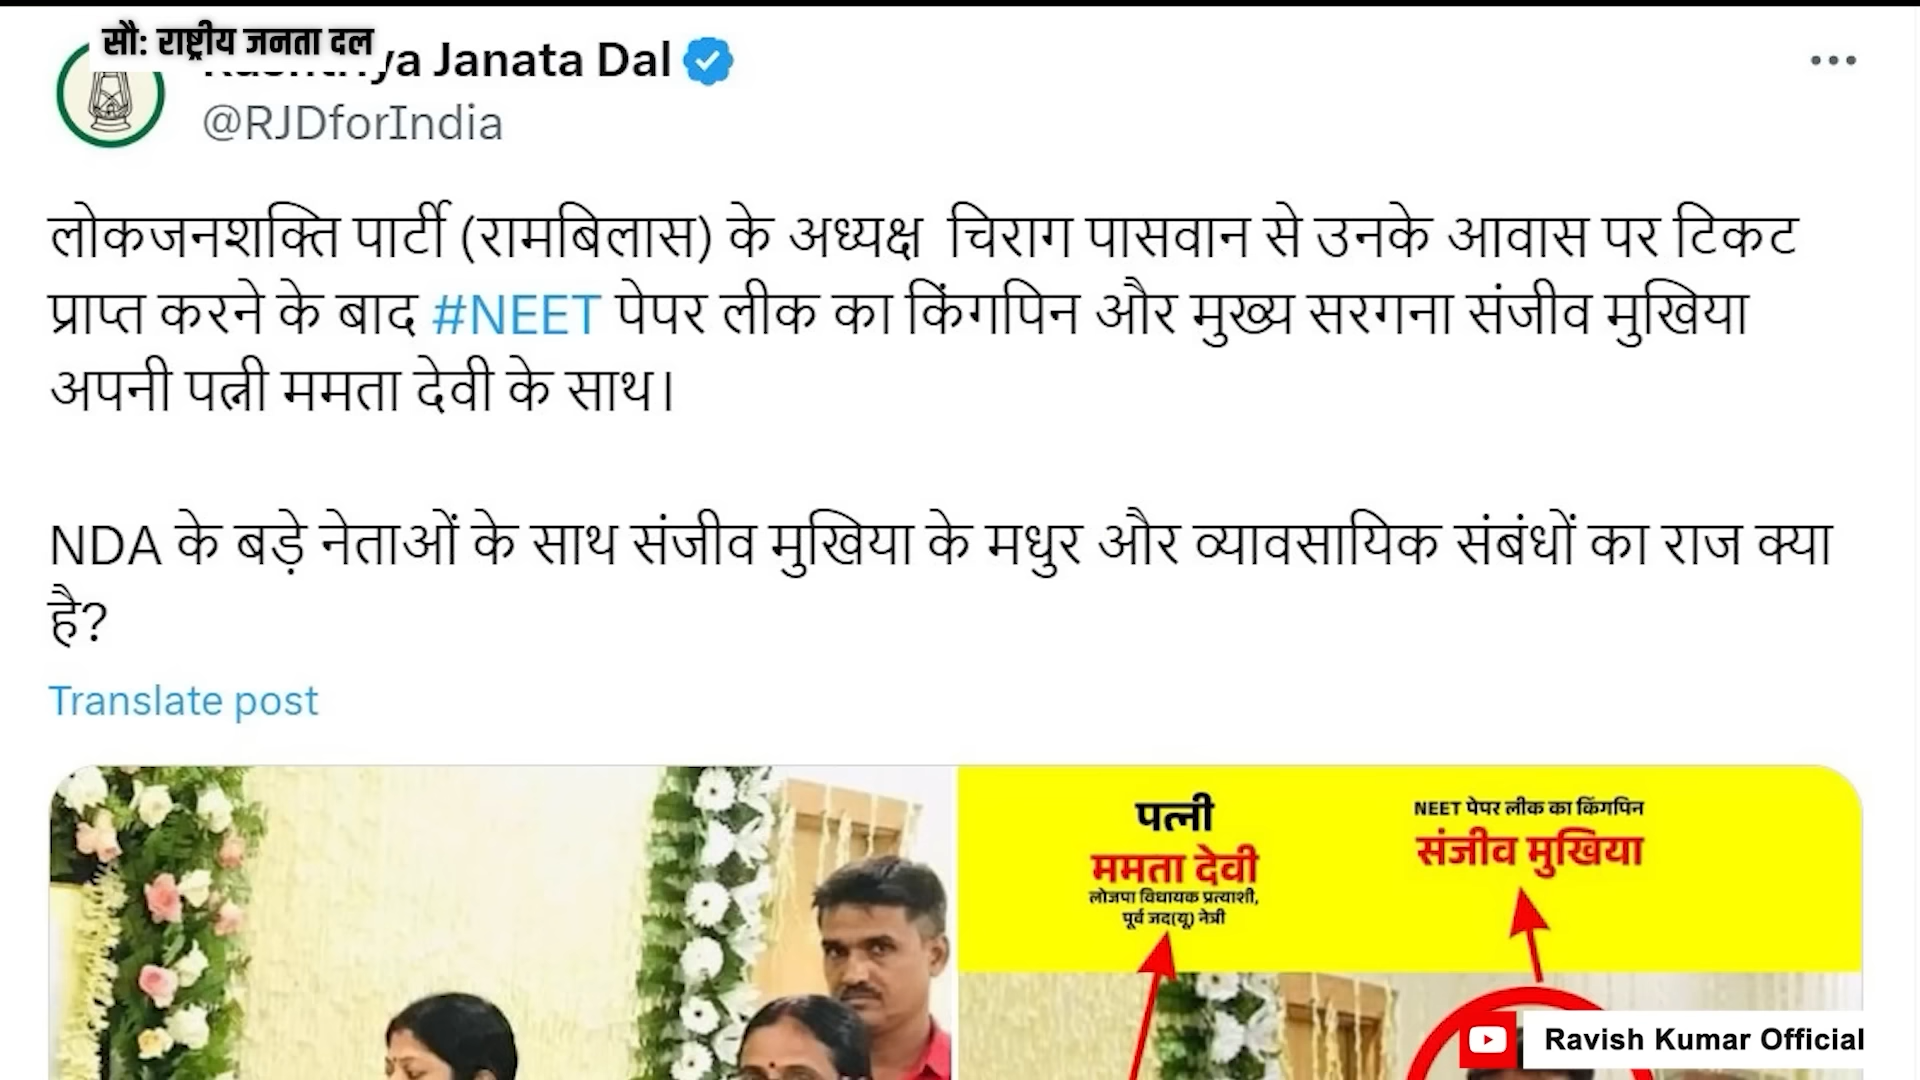 सौ: राष्ट्रीय जनता दल
Janata Dal
@RJDforIndia
लोकजनशक्ति पार्टी (रामबिलास) के अध्यक्ष चिराग पासवान से उनके आवास पर टिकट
प्राप्त करने के बाद #NEET पेपर लीक का किंगपिन और मुख्य सरगना संजीव मुखिया
अपनी पत्नी ममता देवी के साथ।
NDA के बड़े नेताओं के साथ संजीव मुखिया के मधुर और व्यावसायिक संबंधों का राज क्या
है?
Translate post
पत्नी
ममता देवी
लोजपा विधायक प्रत्याशी,
पूर्व जद(यू) नेत्री
NEET पेपर लीक का किंगपिन
संजीव मुखिया
Ravish Kumar Official